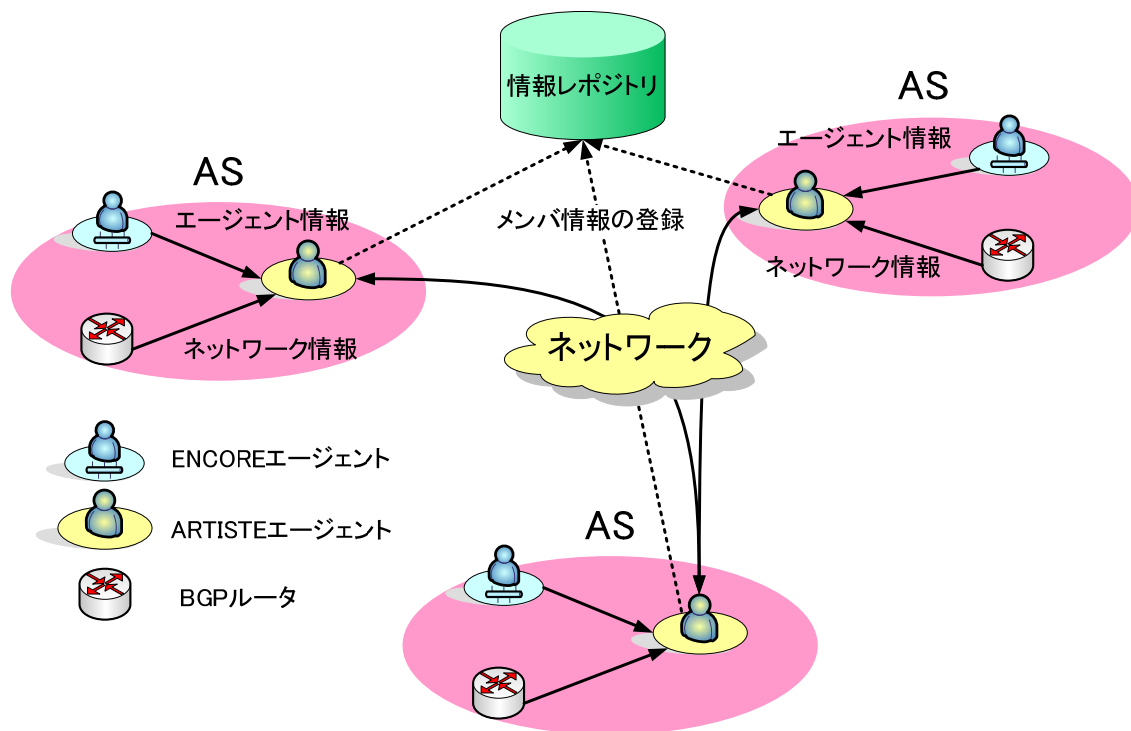 情報レポジトリ
AS
エージェント情報
AS
エージェント情報
メンバ情報の登録
ネットワーク情報
ネットワーク
ネットワーク情報
ENCOREエージェント
ARTISTEエージェント
AS
BGPルータ